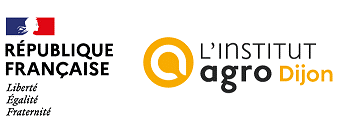 RÉPUBLIQUE
FRANÇAISE
Liberté
Égalité
Fraternité
L'INSTITUT
agro Dijon